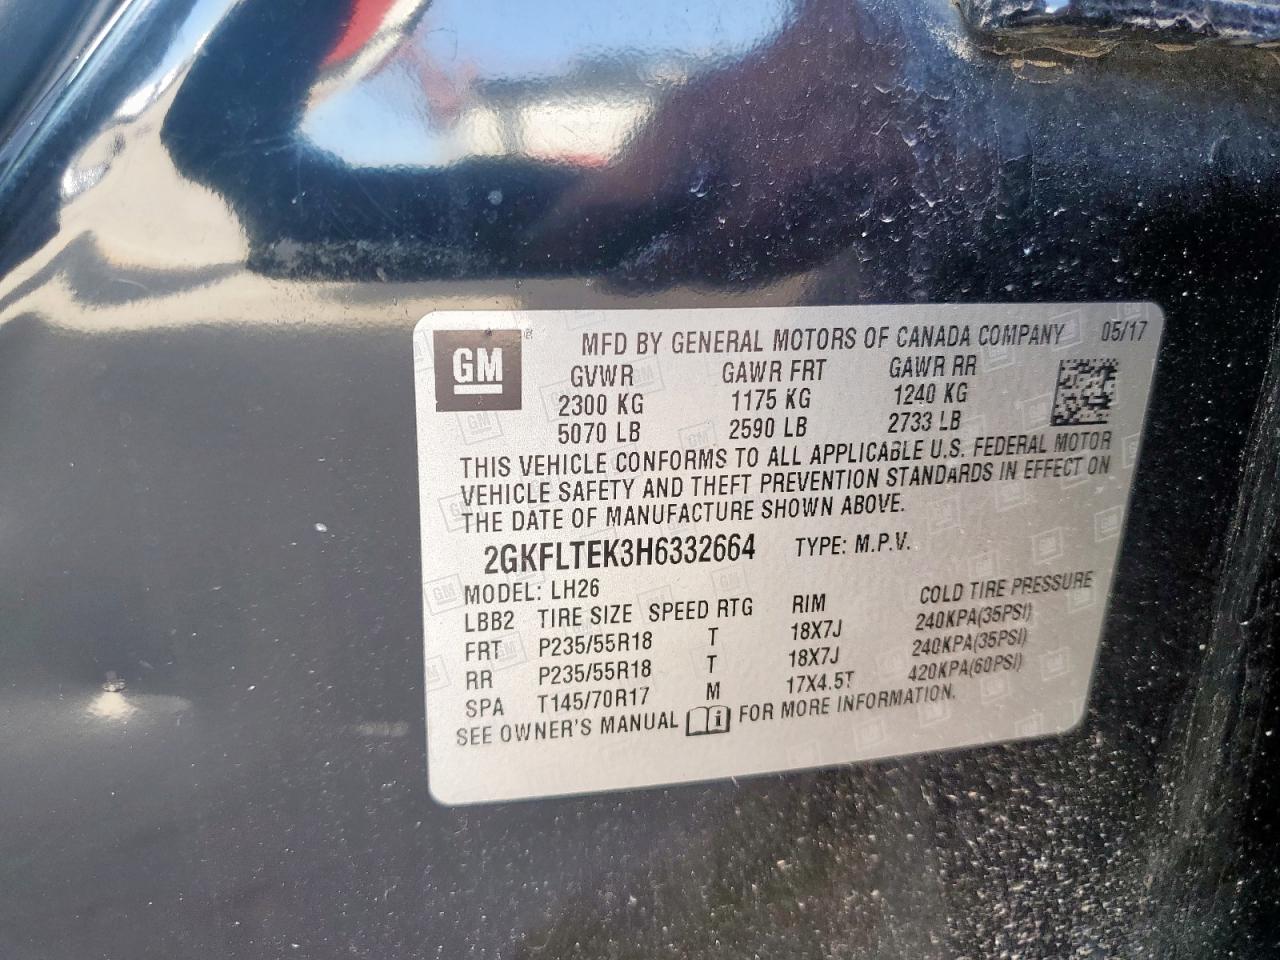 GM ® MFD BY GENERAL MOTORS OF CANADA COMPANY 05/17
GVWR GAWR FRT GAWR RR
2300 KG 1175 KG 1240 KG
5070 LB 2590 LB 2733 LB
THIS VEHICLE CONFORMS TO ALL APPLICABLE U.S. FEDERAL MOTOR
VEHICLE SAFETY AND THEFT PREVENTION STANDARDS IN EFFECT ON
THE DATE OF MANUFACTURE SHOWN ABOVE.
2GKFLTEK3H6332664 TYPE: M.P.V.
MODEL: LH26
LBB2 TIRE SIZE SPEED RTG RIM COLD TIRE PRESSURE
FRT P235/55R18 T 18X7J 240KPA(35PSI)
RR P235/55R18 T 18X7J 240KPA(35PSI)
SPA T145/70R17 M 17X4.5T 420KPA(60PSI)
SEE OWNER'S MANUAL i FOR MORE INFORMATION.